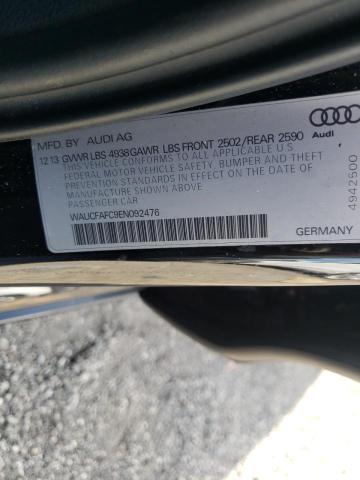 MFD. BY AUDI AG
12 13 GVWR LBS 4938 GAWR LBS FRONT 2502/REAR 2590
THIS VEHICLE CONFORMS TO ALL APPLICABLE U.S.
FEDERAL MOTOR VEHICLE SAFETY, BUMPER AND THEFT
PREVENTION STANDARDS IN EFFECT ON THE DATE OF
MANUFACTURE SHOWN ABOVE
PASSENGER CAR
WAUCFAFC9EN092476
Audi
4942500
GERMANY